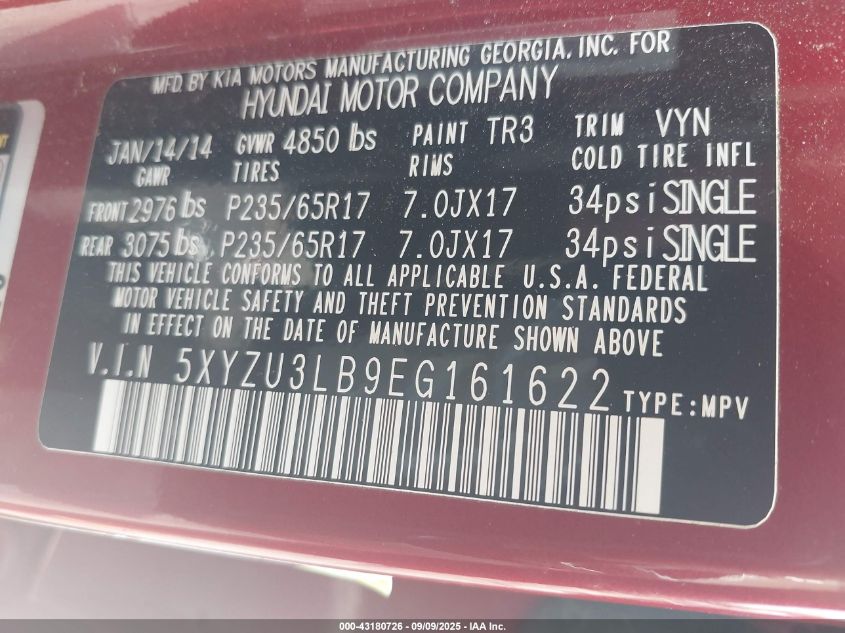 MFD BY KIA MOTORS MANUFACTURING GEORGIA, INC. FOR
HYUNDAI MOTOR COMPANY
JAN/14/14 GVWR 4850 lbs PAINT TR3 TRIM VYN
GAWR TIRES RIMS COLD TIRE INFL
FRONT 2976 lbs P235/65R17 7.0JX17 34psi SINGLE
REAR 3075 lbs P235/65R17 7.0JX17 34psi SINGLE
THIS VEHICLE CONFORMS TO ALL APPLICABLE U.S.A. FEDERAL
MOTOR VEHICLE SAFETY AND THEFT PREVENTION STANDARDS
IN EFFECT ON THE DATE OF MANUFACTURE SHOWN ABOVE
V.I.N 5XYZU3LB9EG161622 TYPE:MPV
000-43180726 - 09/09/2025 - IAA Inc.